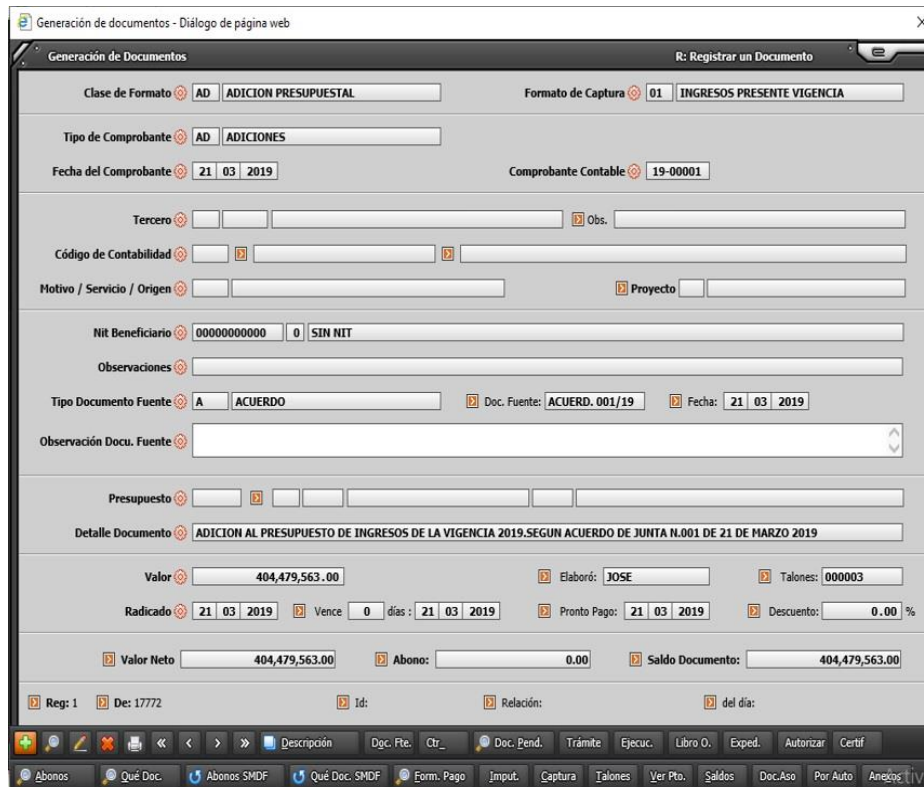 Generación de documentos - Diálogo de página web
Generación de Documentos R: Registrar un Documento
Clase de Formato AD ADICION PRESUPUESTAL Formato de Captura 01 INGRESOS PRESENTE VIGENCIA
Tipo de Comprobante AD ADICIONES
Fecha del Comprobante 21 03 2019 Comprobante Contable 19-00001
Tercero Obs.
Código de Contabilidad
Motivo / Servicio / Origen Proyecto
Nit Beneficiario 00000000000 0 SIN NIT
Observaciones
Tipo Documento Fuente A ACUERDO Doc. Fuente: ACUERD. 001/19 Fecha: 21 03 2019
Observación Docu. Fuente
Presupuesto
Detalle Documento ADICION AL PRESUPUESTO DE INGRESOS DE LA VIGENCIA 2019.SEGUN ACUERDO DE JUNTA N.001 DE 21 DE MARZO 2019
Valor 404,479,563.00 Elaboró: JOSE Talones: 000003
Radicado 21 03 2019 Vence 0 días : 21 03 2019 Pronto Pago: 21 03 2019 Descuento: 0.00 %
Valor Neto 404,479,563.00 Abono: 0.00 Saldo Documento: 404,479,563.00
Reg: 1 De: 17772 Id: Relación: del día:
Descripción Doc. Fte. Ctr_ Doc. Pend. Trámite Ejecuc. Libro O. Exped. Autorizar Certif
Abonos Qué Doc. Abonos SMDF Qué Doc. SMDF Form. Pago Imput. Captura Talones Ver Pto. Saldos Doc.Aso Por Auto Anexos